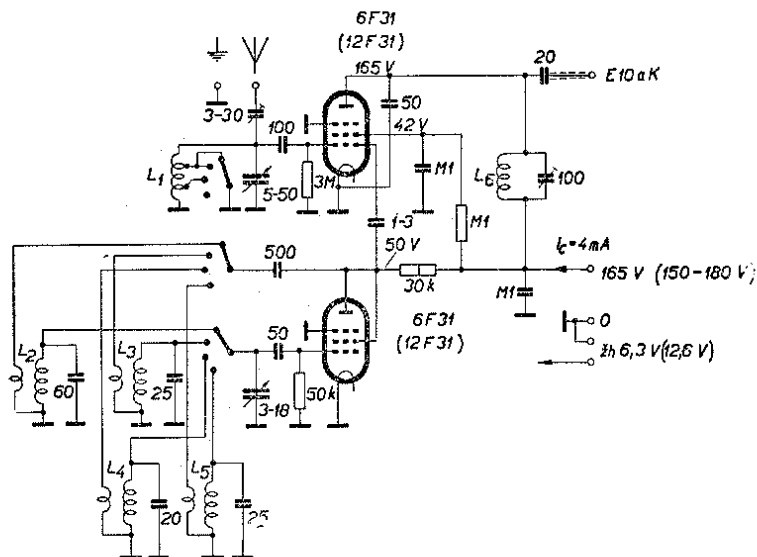 6F31
(12F31)
165 V
20
E10aK
3-30
100
50
42 V
L1
5-50
3M
M1
L6
100
M1
1-3
50 V
Ic=4mA
500
30k
165 V (150-180 V)
M1
6F31
(12F31)
0
žh 6,3 V (12,6 V)
L2
L3
50
60
25
3-18
50k
L4
L5
20
25